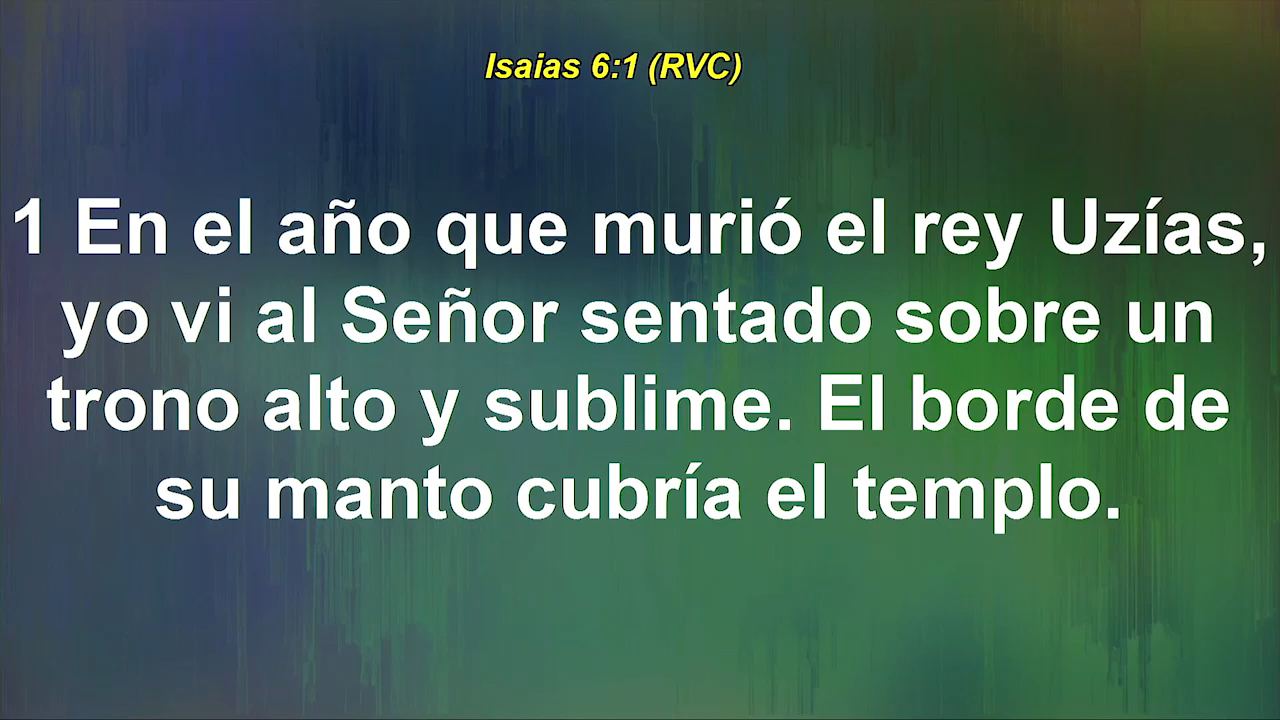 Isaias 6:1 (RVC)
1 En el año que murió el rey Uzías,
yo vi al Señor sentado sobre un
trono alto y sublime. El borde de
su manto cubría el templo.